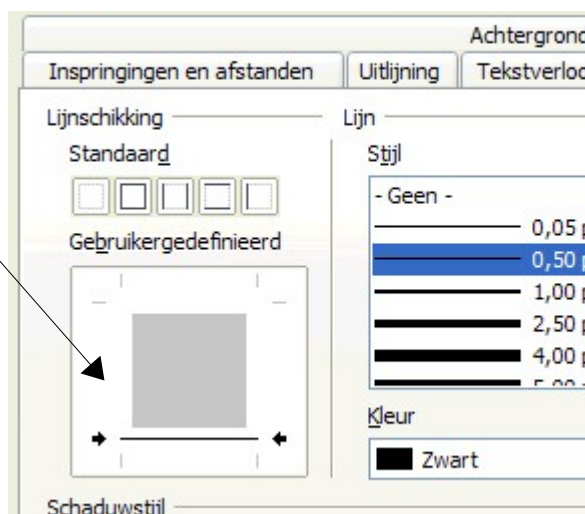 Achtergrond
Inspringingen en afstanden Uitlijning Tekstverloo
Lijnschikking Lijn
Standaard Stijl
- Geen -
0,05 p
Gebruikergedefinieerd
0,50 p
1,00 p
2,50 p
4,00 p
Kleur
Zwart
Schaduwstijl